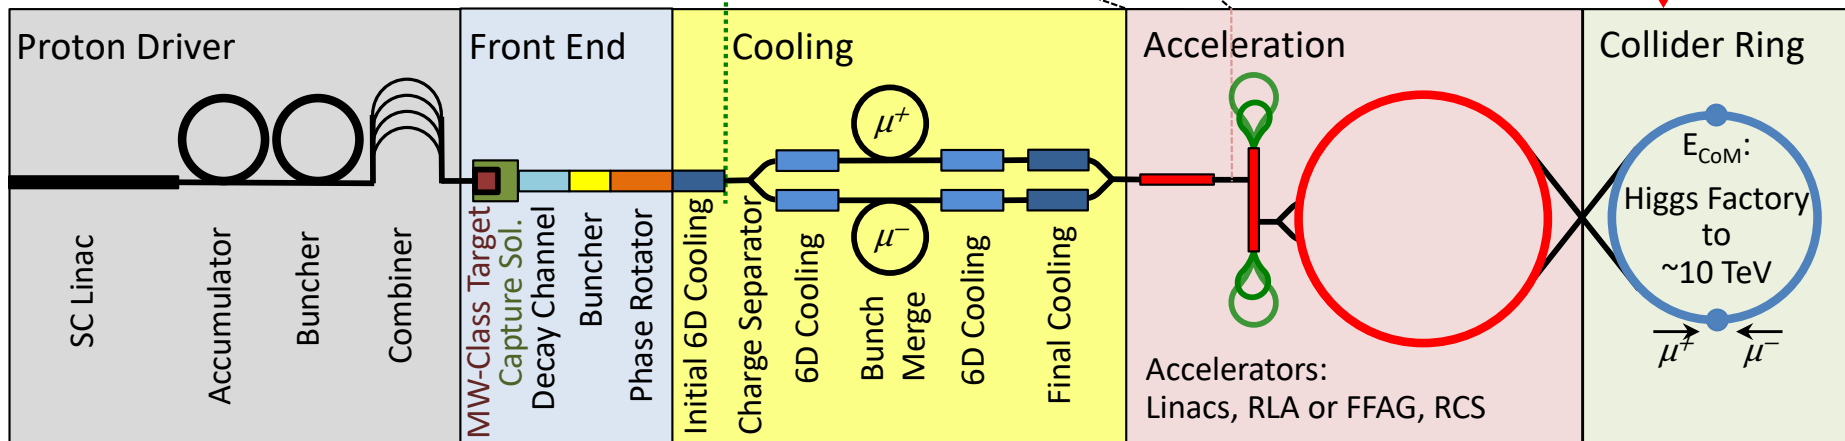 Proton Driver
Front End
Cooling
Acceleration
Collider Ring
SC Linac
Accumulator
Buncher
Combiner
MW-Class Target
Capture Sol.
Decay Channel
Buncher
Phase Rotator
Initial 6D Cooling
Charge Separator
6D Cooling
μ+
μ−
Bunch
Merge
6D Cooling
Final Cooling
Accelerators:
Linacs, RLA or FFAG, RCS
ECoM:
Higgs Factory
to
~10 TeV
μ+
μ−